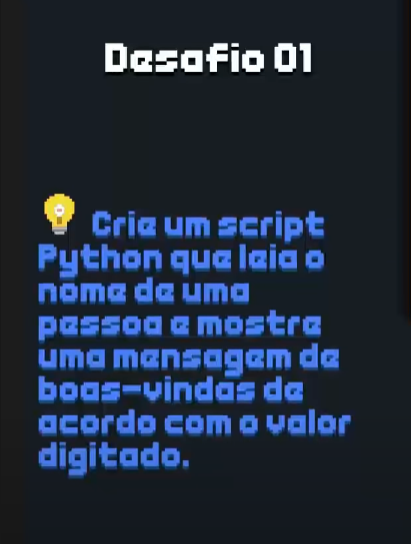 Desafio 01
Crie um script
Python que leia o
nome de uma
pessoa e mostre
uma mensagem de
boas-vindas de
acordo com o valor
digitado.